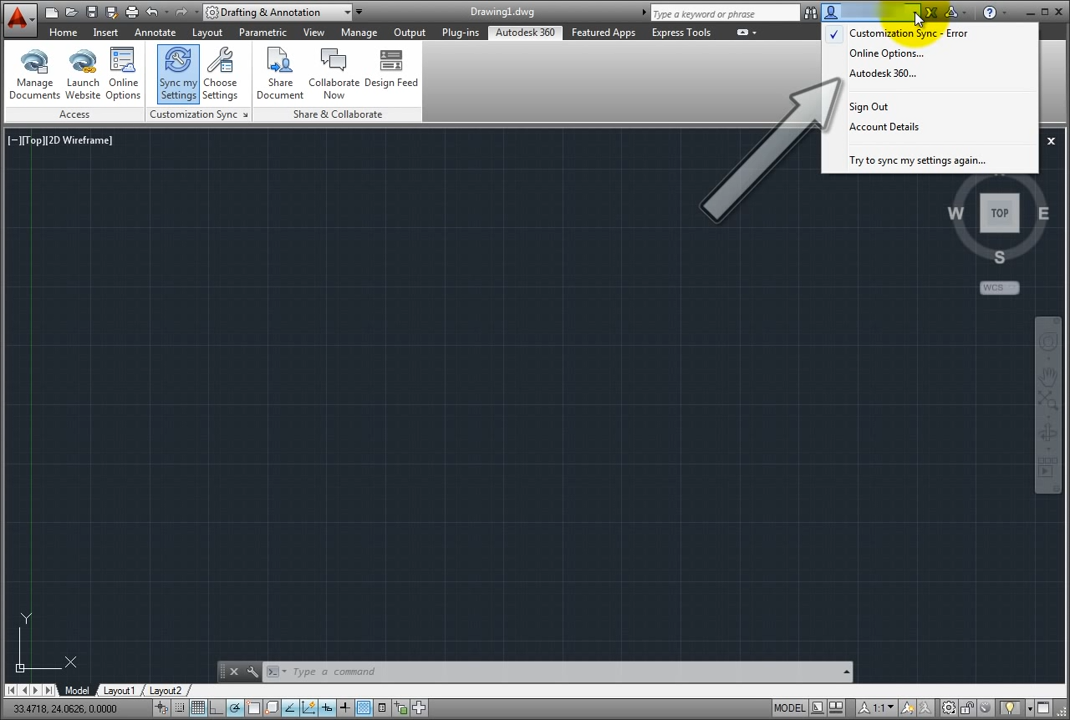 Drafting & Annotation
Drawing1.dwg
Type a keyword or phrase
Home Insert Annotate Layout Parametric View Manage Output Plug-ins Autodesk 360 Featured Apps Express Tools
Manage Documents
Launch Website
Online Options
Sync my Settings
Choose Settings
Share Document
Collaborate Now
Design Feed
Access
Customization Sync
Share & Collaborate
Customization Sync - Error
Online Options...
Autodesk 360...
Sign Out
Account Details
Try to sync my settings again...
[−][Top][2D Wireframe]
W TOP E
S
WCS
Y
X
Type a command
Model Layout1 Layout2
33.4718, 24.0626, 0.0000
MODEL
1:1